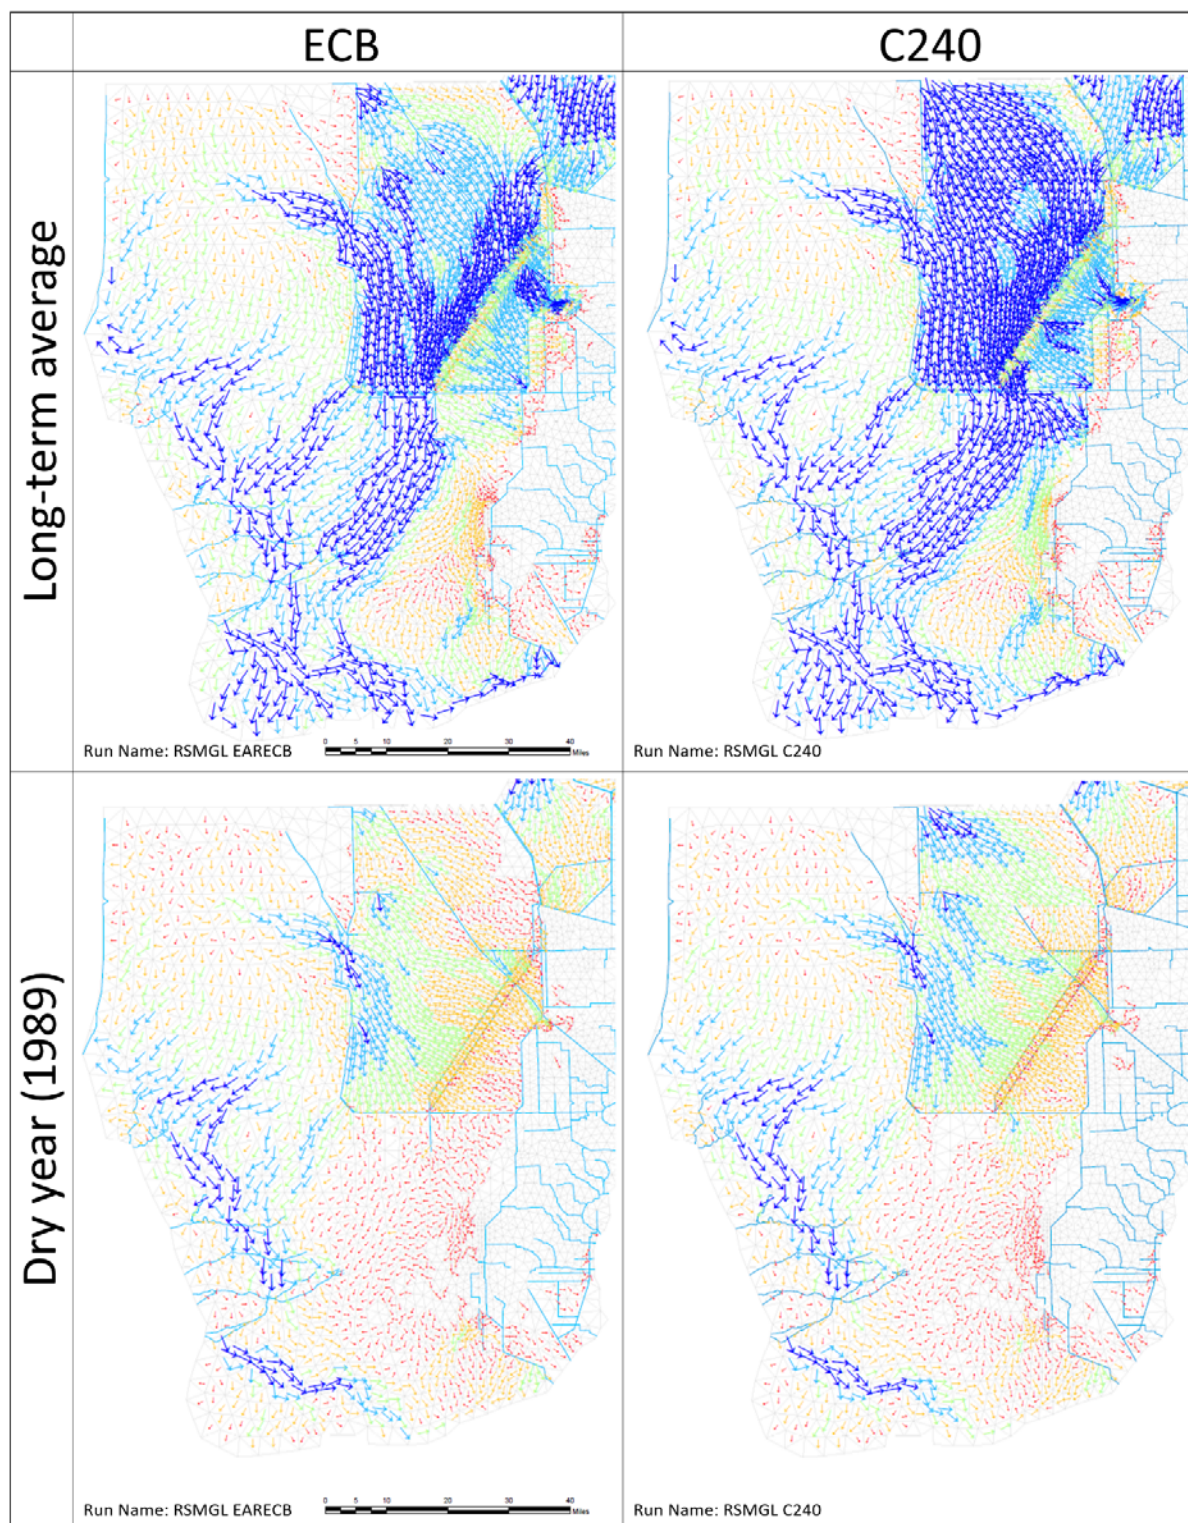 ECB
C240
Long-term average
Run Name: RSMGL EARECB
0 5 10 20 30 40
Miles
Run Name: RSMGL C240
Dry year (1989)
Run Name: RSMGL EARECB
0 5 10 20 30 40
Miles
Run Name: RSMGL C240